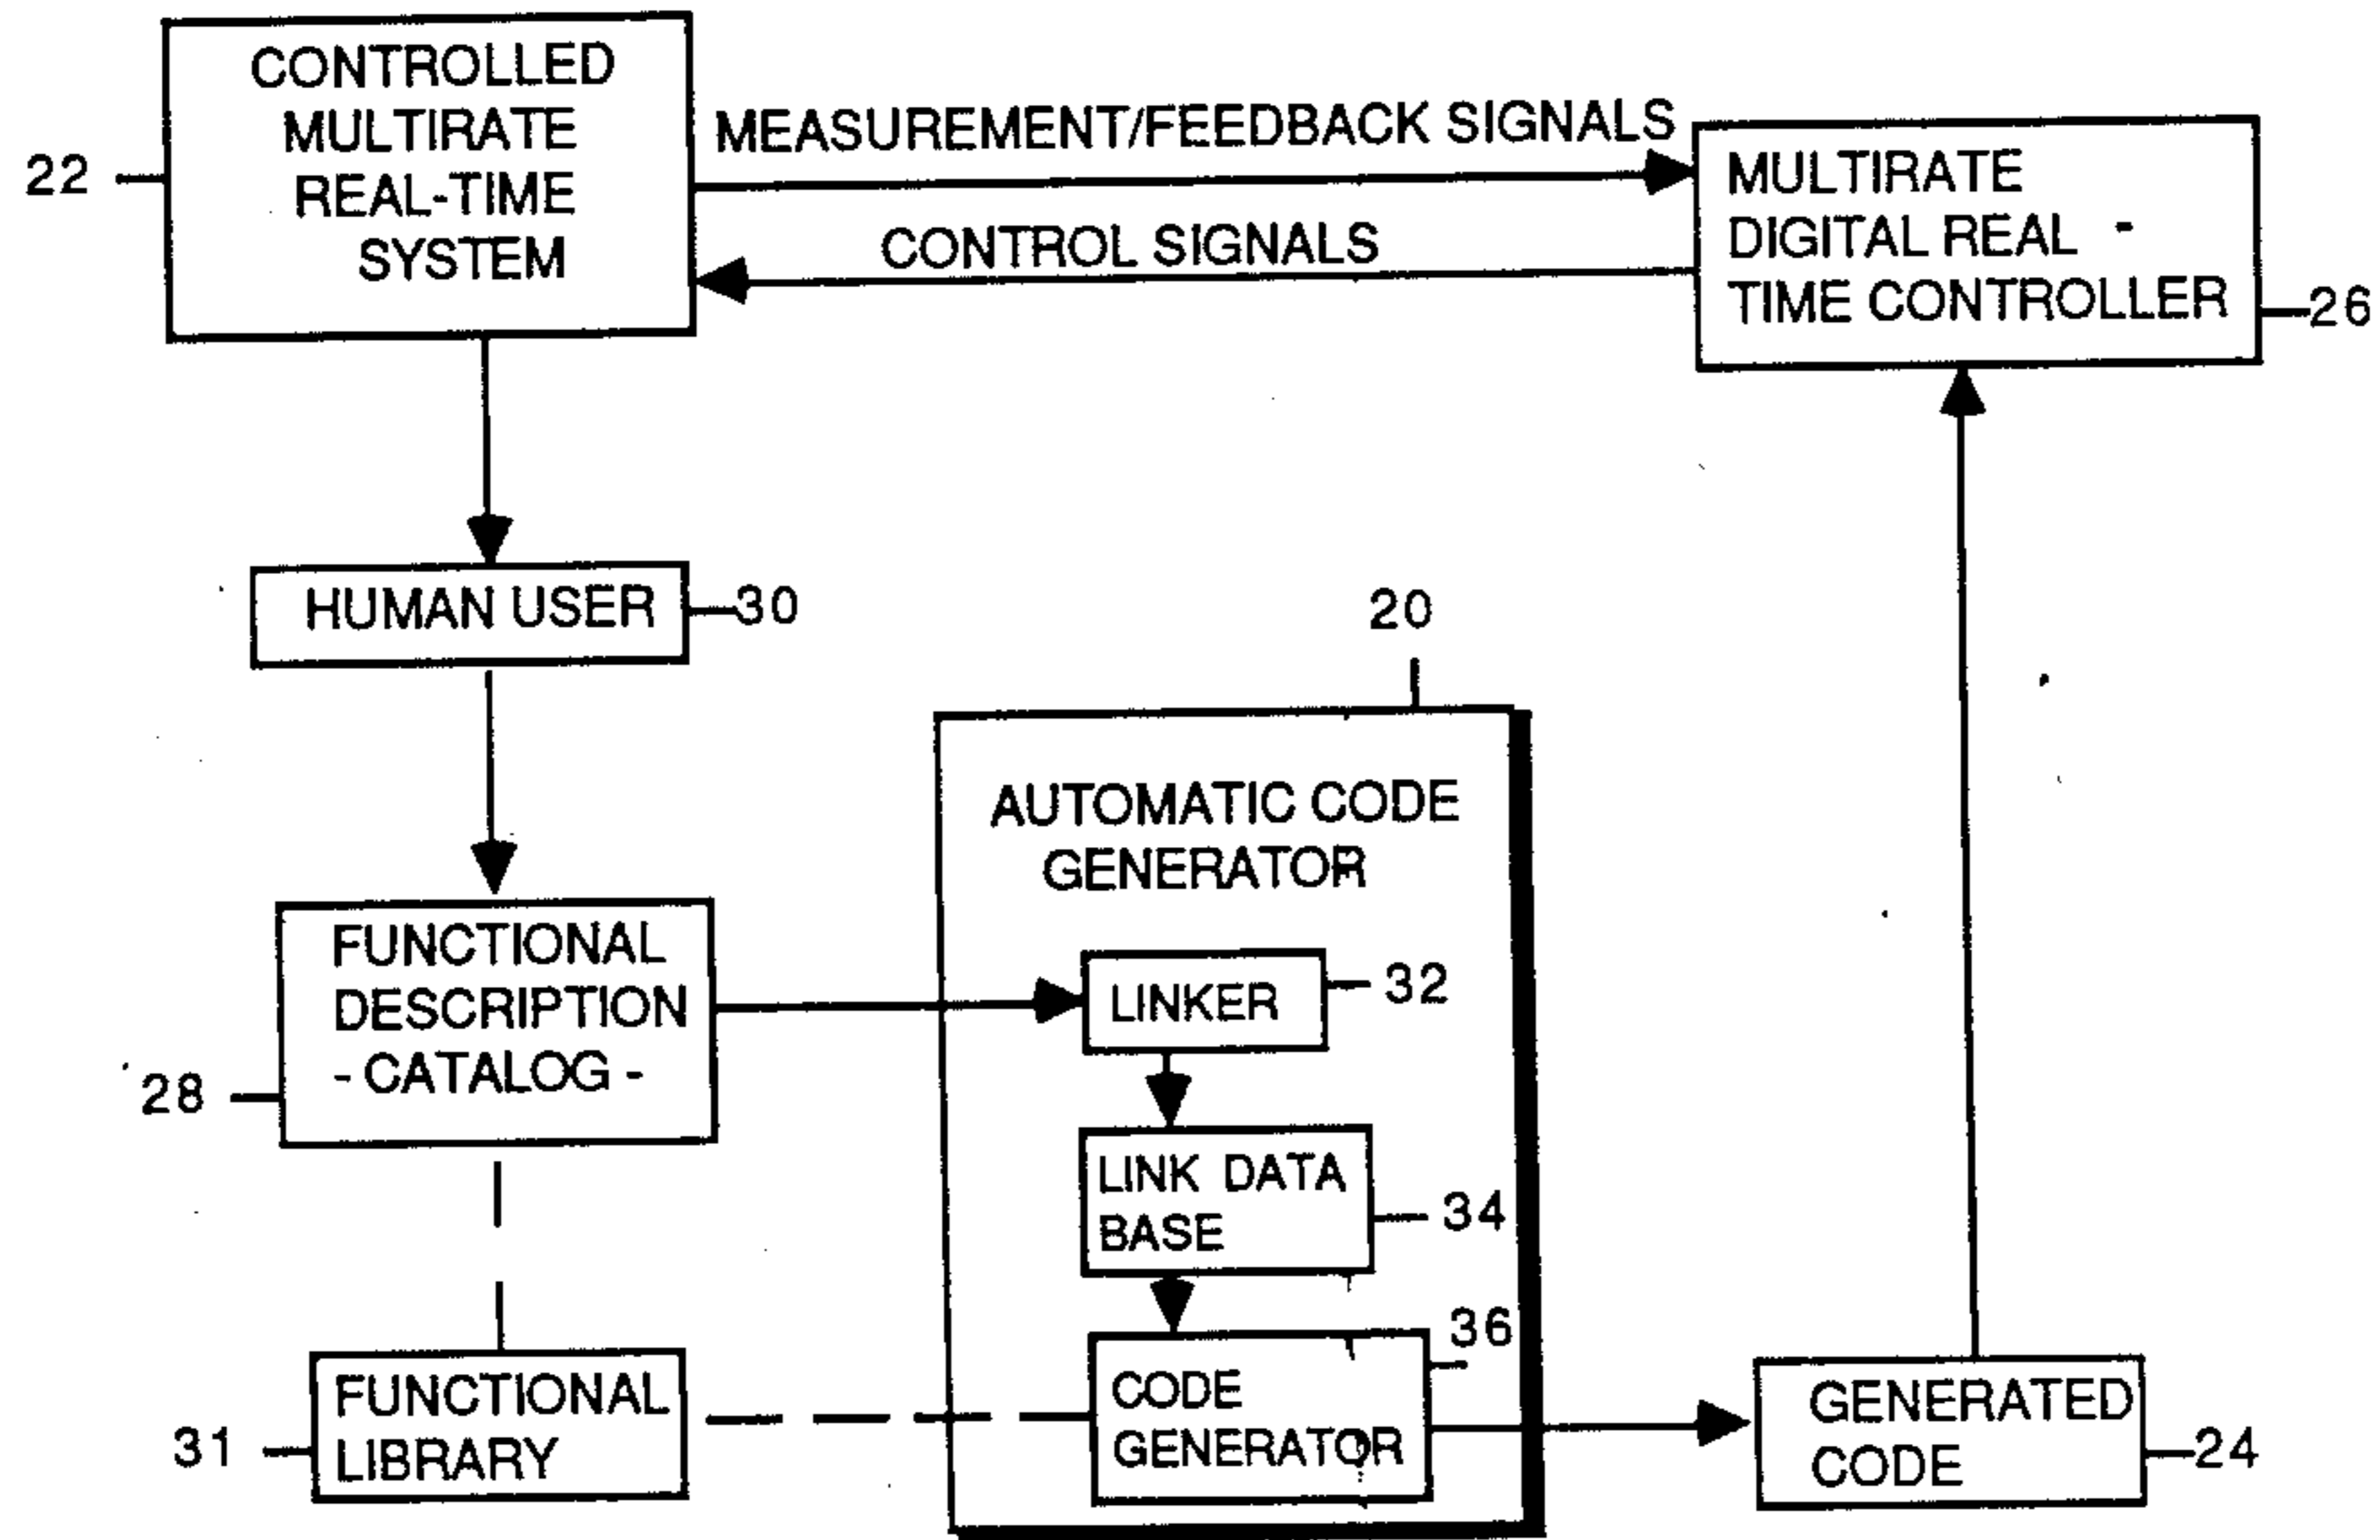 CONTROLLED
MULTIRATE
REAL-TIME
SYSTEM
22
MEASUREMENT/FEEDBACK SIGNALS
CONTROL SIGNALS
MULTIRATE
DIGITAL REAL -
TIME CONTROLLER
26
HUMAN USER
30
20
AUTOMATIC CODE
GENERATOR
FUNCTIONAL
DESCRIPTION
- CATALOG -
28
LINKER
32
LINK DATA
BASE
34
FUNCTIONAL
LIBRARY
31
36
CODE
GENERATOR
GENERATED
CODE
24